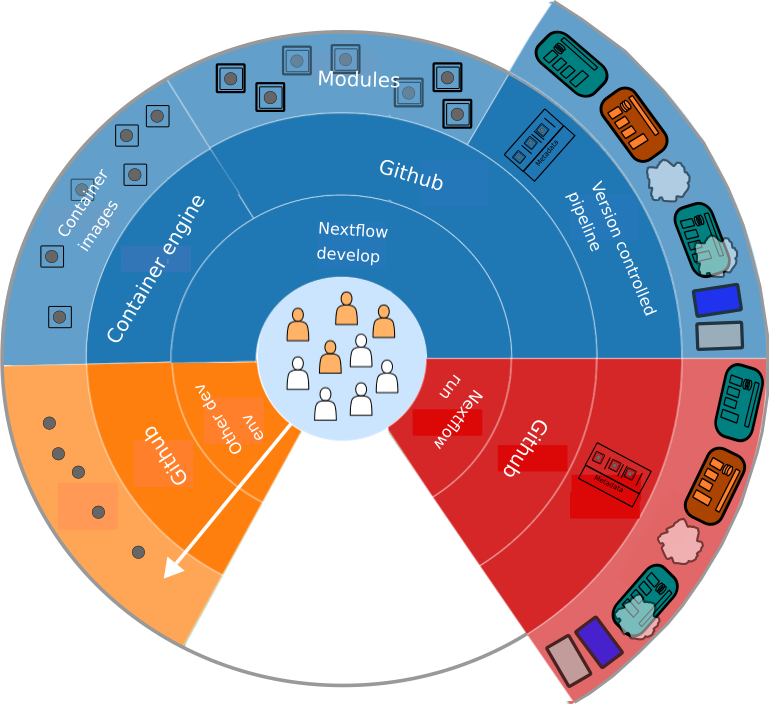 Modules
Github
Nextflow
develop
Container
images
Container engine
Metadata
Version controlled
pipeline
Other dev
env
Github
Nextflow
run
Github
Metadata